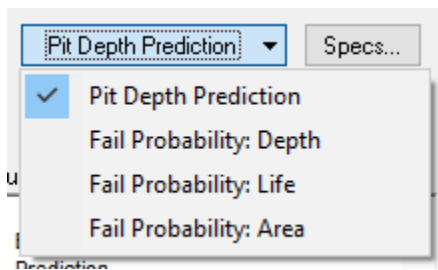 Pit Depth Prediction
Specs...
Pit Depth Prediction
Fail Probability: Depth
Fail Probability: Life
Fail Probability: Area
Prediction